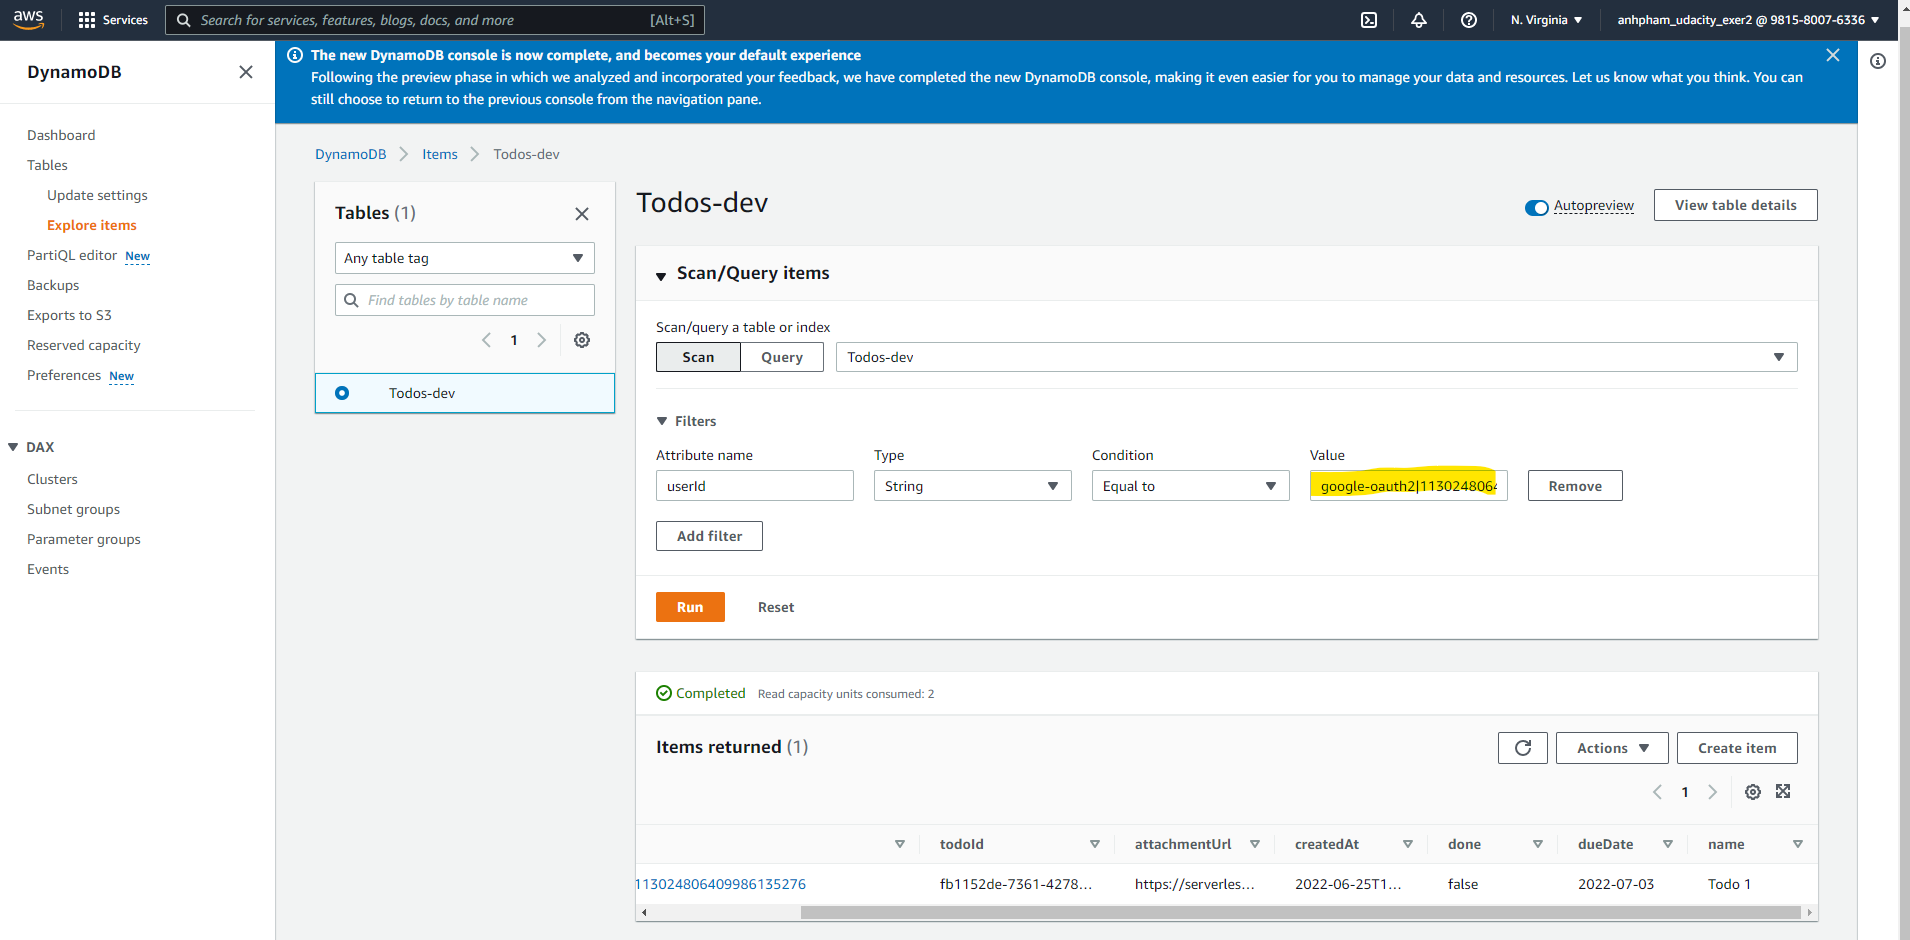 aws
Services
Search for services, features, blogs, docs, and more [Alt+S]
N. Virginia
anhpham_udacity_exer2 @ 9815-8007-6336
DynamoDB
Dashboard
Tables
Update settings
Explore items
PartiQL editor New
Backups
Exports to S3
Reserved capacity
Preferences New
DAX
Clusters
Subnet groups
Parameter groups
Events
The new DynamoDB console is now complete, and becomes your default experience
Following the preview phase in which we analyzed and incorporated your feedback, we have completed the new DynamoDB console, making it even easier for you to manage your data and resources. Let us know what you think. You can
still choose to return to the previous console from the navigation pane.
DynamoDB Items Todos-dev
Tables (1)
Any table tag
Find tables by table name
1
Todos-dev
Todos-dev
Autopreview
View table details
Scan/Query items
Scan/query a table or index
Scan Query Todos-dev
Filters
Attribute name Type Condition Value
userId String Equal to google-oauth2|113024806 Remove
Add filter
Run Reset
Completed Read capacity units consumed: 2
Items returned (1)
Actions Create item
1
todoId attachmentUrl createdAt done dueDate name
113024806409986135276 fb1152de-7361-4278... https://serverles... 2022-06-25T1... false 2022-07-03 Todo 1